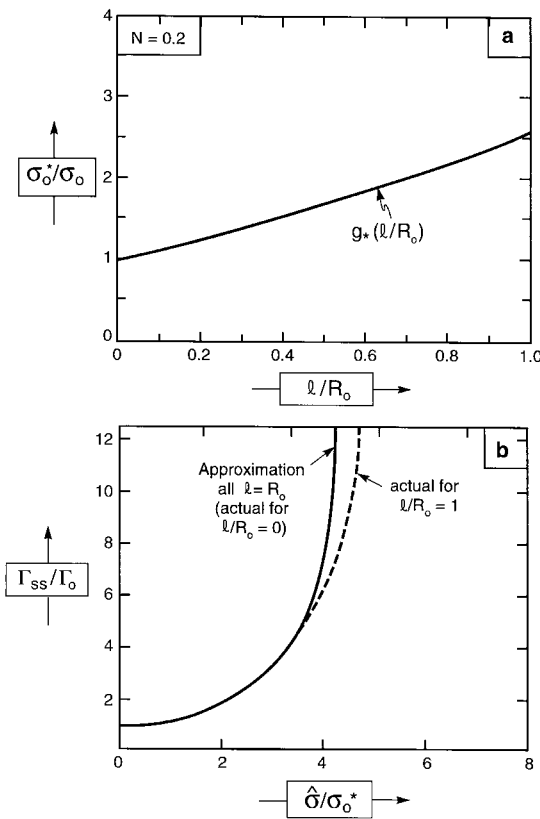 N = 0.2
a
4
3
2
1
0
σo*/σo
g*(ℓ/Ro)
0 0.2 0.4 0.6 0.8 1.0
ℓ/Ro
b
12
10
8
6
4
2
Approximation
all ℓ= Ro
(actual for
ℓ/Ro = 0)
actual for
ℓ/Ro = 1
Γss/Γo
0 2 4 6 8
σ̂/σo*